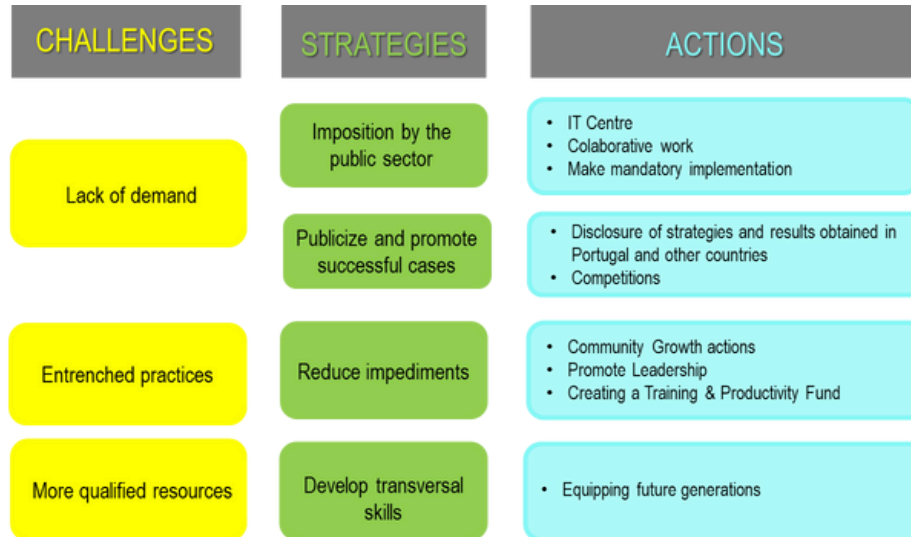 CHALLENGES
STRATEGIES
ACTIONS
Lack of demand
Imposition by the
public sector
• IT Centre
• Colaborative work
• Make mandatory implementation
Publicize and promote
successful cases
• Disclosure of strategies and results obtained in
Portugal and other countries
• Competitions
Entrenched practices
Reduce impediments
• Community Growth actions
• Promote Leadership
• Creating a Training & Productivity Fund
More qualified resources
Develop transversal
skills
• Equipping future generations